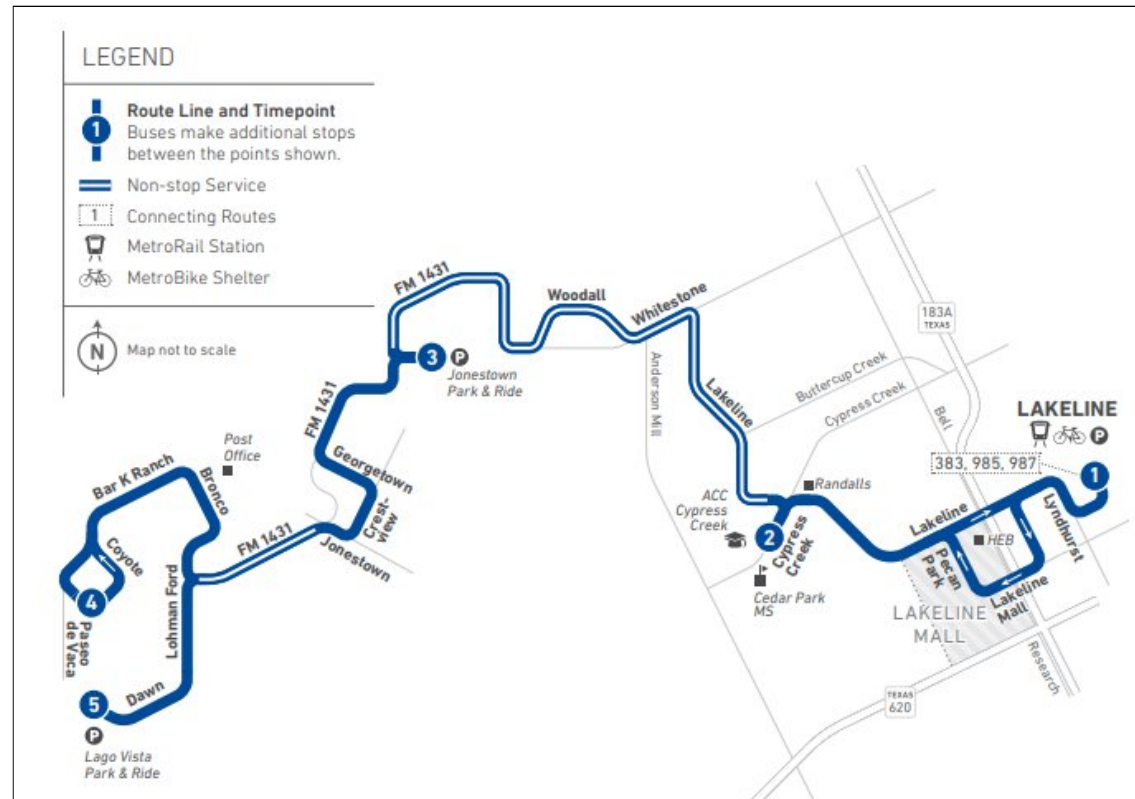 LEGEND
1
Route Line and Timepoint
Buses make additional stops
between the points shown.
Non-stop Service
1
Connecting Routes
MetroRail Station
MetroBike Shelter
N
Map not to scale
FM 1431
Woodall
Whitestone
183A
TEXAS
3
P
Jonestown
Park & Ride
FM 1431
Anderson Mill
Lakeline
Buttercup Creek
Cypress Creek
Bell
LAKELINE
P
383, 985, 987
1
Post
Office
Georgetown
Crest-
view
Jonestown
Bar K Ranch
Bronco
FM 1431
Coyote
4
Paseo
de Vaca
Lohman Ford
Dawn
5
P
Lago Vista
Park & Ride
ACC
Cypress
Creek
2
Cypress
Creek
Randalls
Cedar Park
MS
Lakeline
Lyndhurst
HEB
Pecan
Park
Lakeline
Mall
LAKELINE
MALL
Research
TEXAS
620